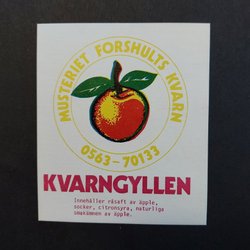 MUSTERIET FORSHULTS KVARN
0563-70133
KVARNGYLLEN
Innehåller råsaft av äpple,
socker, citronsyra, naturliga
smakämnen av äpple.